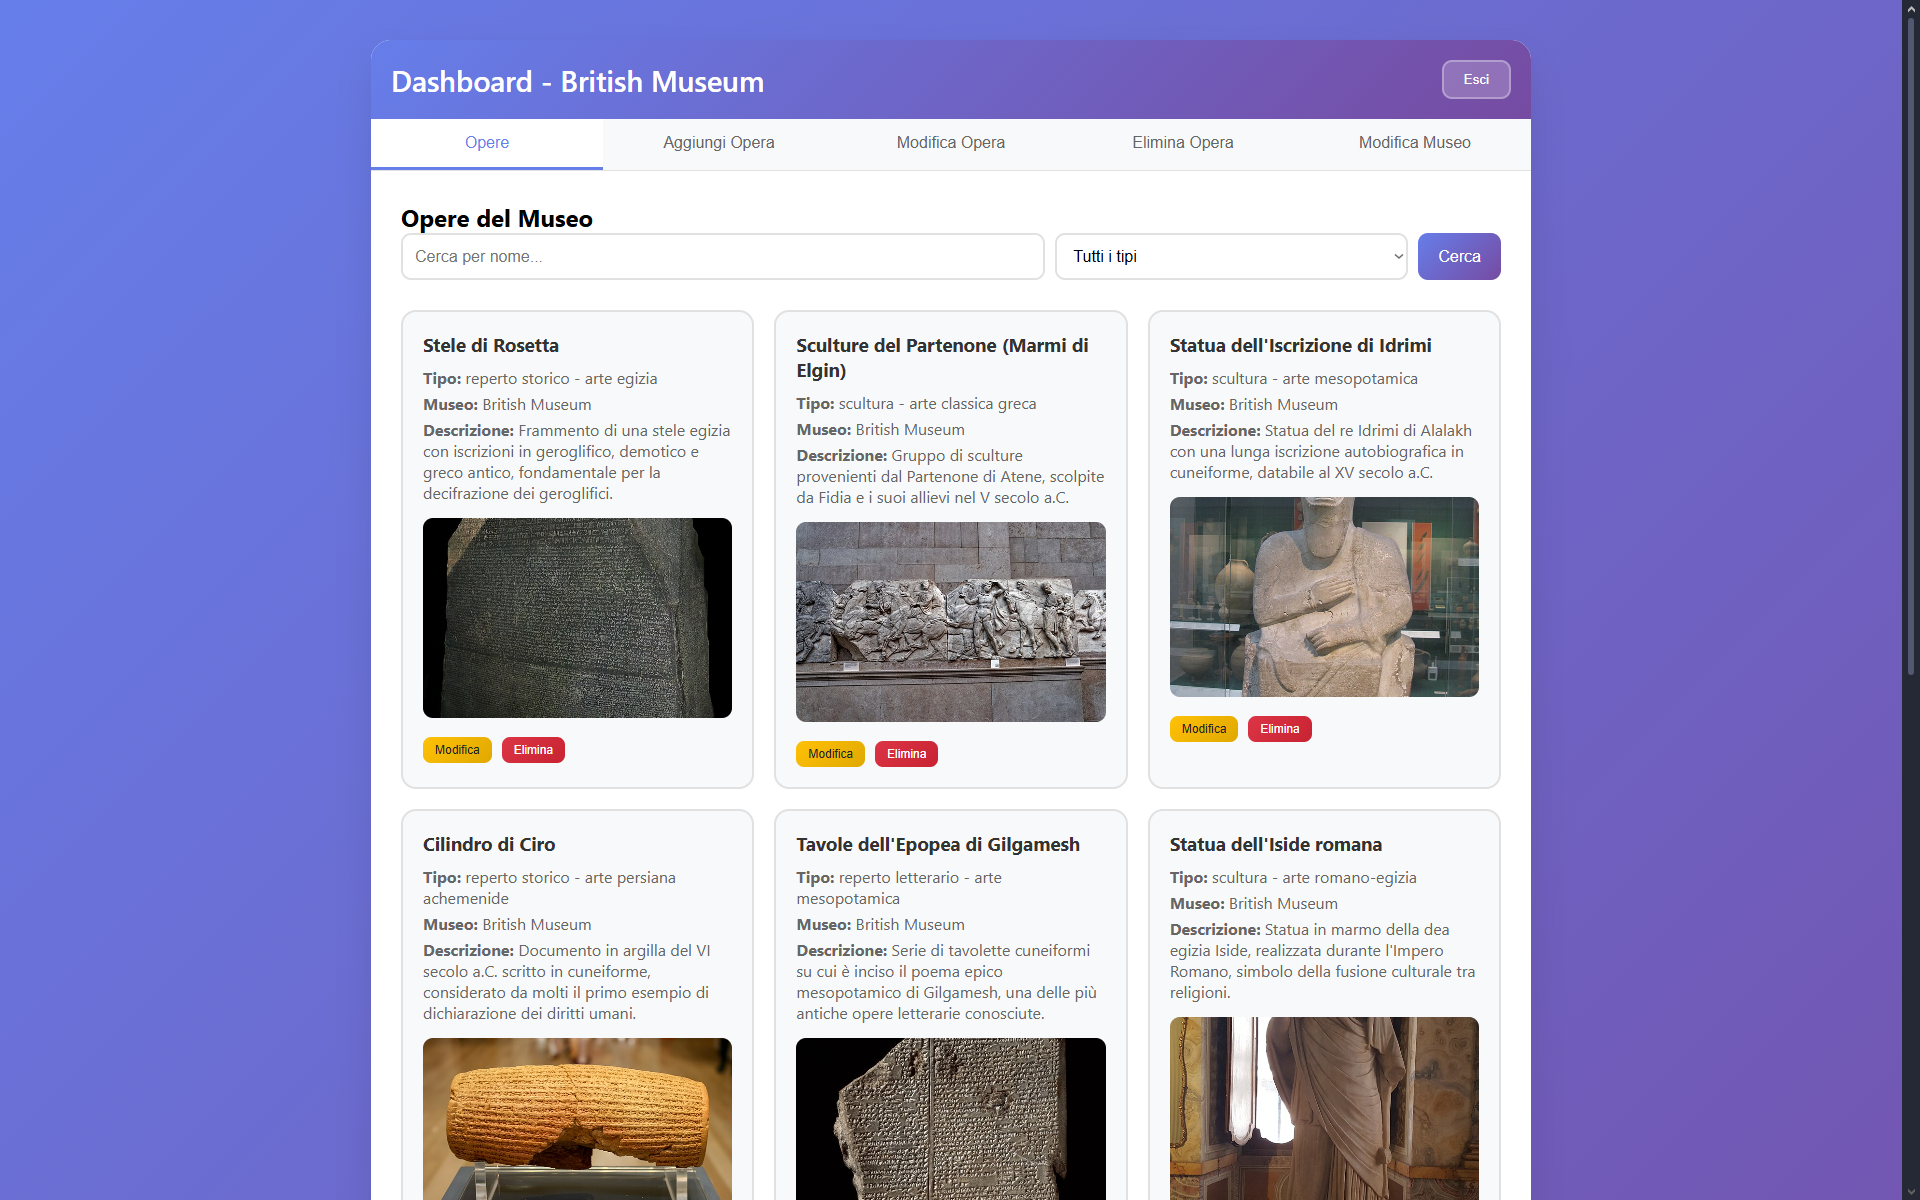 Dashboard - British Museum
Esci
Opere
Aggiungi Opera
Modifica Opera
Elimina Opera
Modifica Museo
Opere del Museo
Cerca per nome...
Tutti i tipi
Cerca
Stele di Rosetta
Tipo: reperto storico - arte egizia
Museo: British Museum
Descrizione: Frammento di una stele egizia
con iscrizioni in geroglifico, demotico e
greco antico, fondamentale per la
decifrazione dei geroglifici.
Modifica
Elimina
Sculture del Partenone (Marmi di
Elgin)
Tipo: scultura - arte classica greca
Museo: British Museum
Descrizione: Gruppo di sculture
provenienti dal Partenone di Atene, scolpite
da Fidia e i suoi allievi nel V secolo a.C.
Modifica
Elimina
Statua dell'Iscrizione di Idrimi
Tipo: scultura - arte mesopotamica
Museo: British Museum
Descrizione: Statua del re Idrimi di Alalakh
con una lunga iscrizione autobiografica in
cuneiforme, databile al XV secolo a.C.
Modifica
Elimina
Cilindro di Ciro
Tipo: reperto storico - arte persiana
achemenide
Museo: British Museum
Descrizione: Documento in argilla del VI
secolo a.C. scritto in cuneiforme,
considerato da molti il primo esempio di
dichiarazione dei diritti umani.
Tavole dell'Epopea di Gilgamesh
Tipo: reperto letterario - arte
mesopotamica
Museo: British Museum
Descrizione: Serie di tavolette cuneiformi
su cui è inciso il poema epico
mesopotamico di Gilgamesh, una delle più
antiche opere letterarie conosciute.
Statua dell'Iside romana
Tipo: scultura - arte romano-egizia
Museo: British Museum
Descrizione: Statua in marmo della dea
egizia Iside, realizzata durante l'Impero
Romano, simbolo della fusione culturale tra
religioni.